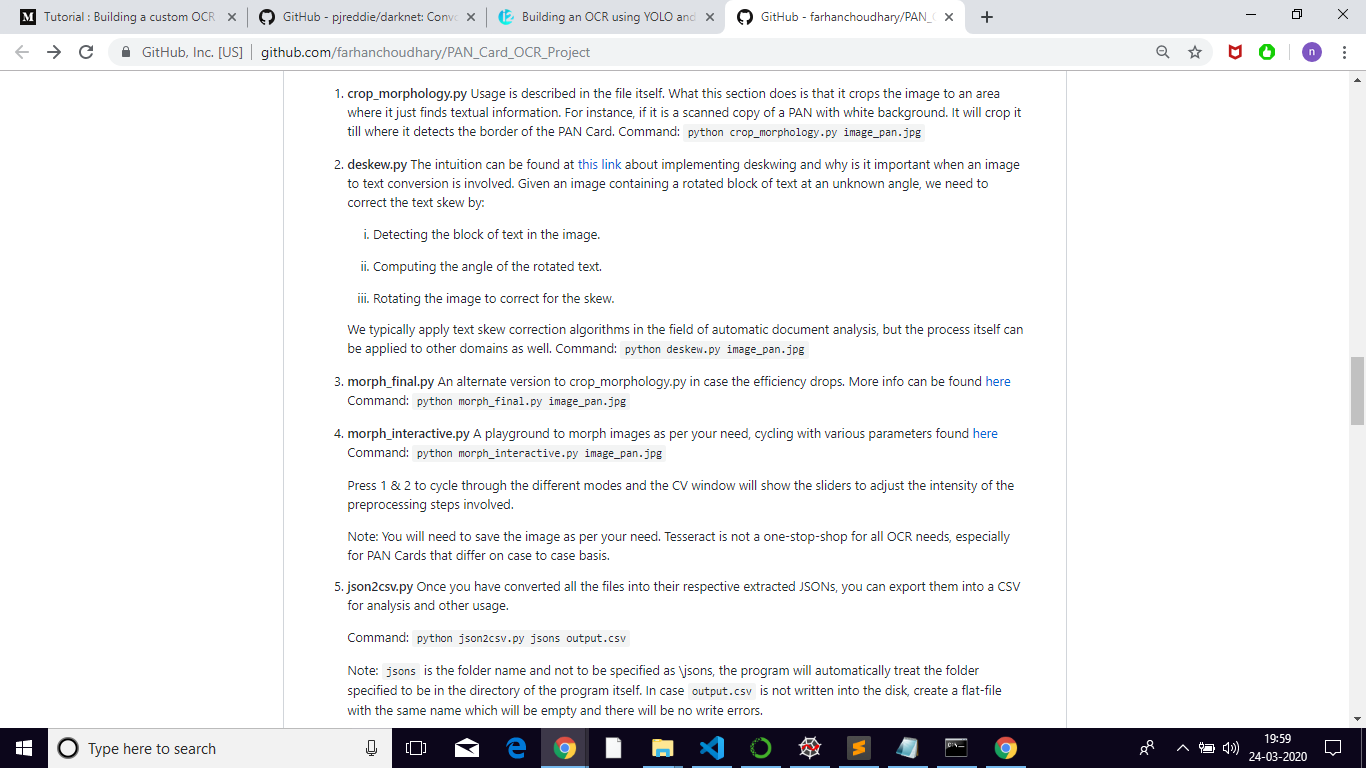 Tutorial : Building a custom OCR
GitHub - pjreddie/darknet: Convo
Building an OCR using YOLO and
GitHub - farhanchoudhary/PAN_C
GitHub, Inc. [US] | github.com/farhanchoudhary/PAN_Card_OCR_Project
n
1. crop_morphology.py Usage is described in the file itself. What this section does is that it crops the image to an area
where it just finds textual information. For instance, if it is a scanned copy of a PAN with white background. It will crop it
till where it detects the border of the PAN Card. Command: python crop_morphology.py image_pan.jpg
2. deskew.py The intuition can be found at this link about implementing deskwing and why is it important when an image
to text conversion is involved. Given an image containing a rotated block of text at an unknown angle, we need to
correct the text skew by:
i. Detecting the block of text in the image.
ii. Computing the angle of the rotated text.
iii. Rotating the image to correct for the skew.
We typically apply text skew correction algorithms in the field of automatic document analysis, but the process itself can
be applied to other domains as well. Command: python deskew.py image_pan.jpg
3. morph_final.py An alternate version to crop_morphology.py in case the efficiency drops. More info can be found here
Command: python morph_final.py image_pan.jpg
4. morph_interactive.py A playground to morph images as per your need, cycling with various parameters found here
Command: python morph_interactive.py image_pan.jpg
Press 1 & 2 to cycle through the different modes and the CV window will show the sliders to adjust the intensity of the
preprocessing steps involved.
Note: You will need to save the image as per your need. Tesseract is not a one-stop-shop for all OCR needs, especially
for PAN Cards that differ on case to case basis.
5. json2csv.py Once you have converted all the files into their respective extracted JSONs, you can export them into a CSV
for analysis and other usage.
Command: python json2csv.py jsons output.csv
Note: jsons is the folder name and not to be specified as \jsons, the program will automatically treat the folder
specified to be in the directory of the program itself. In case output.csv is not written into the disk, create a flat-file
with the same name which will be empty and there will be no write errors.
Type here to search
19:59
24-03-2020